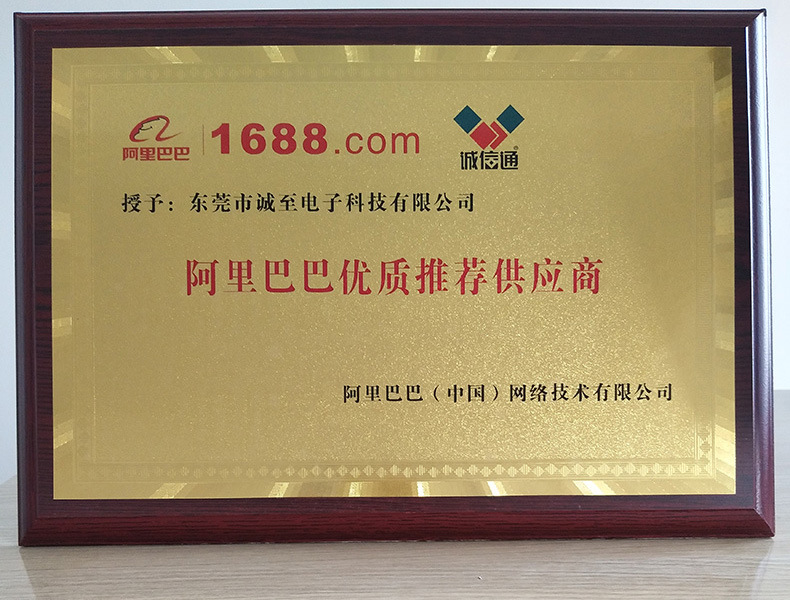 阿里巴巴 1688.com 诚信通®
授予：东莞市诚至电子科技有限公司
阿里巴巴优质推荐供应商
阿里巴巴（中国）网络技术有限公司